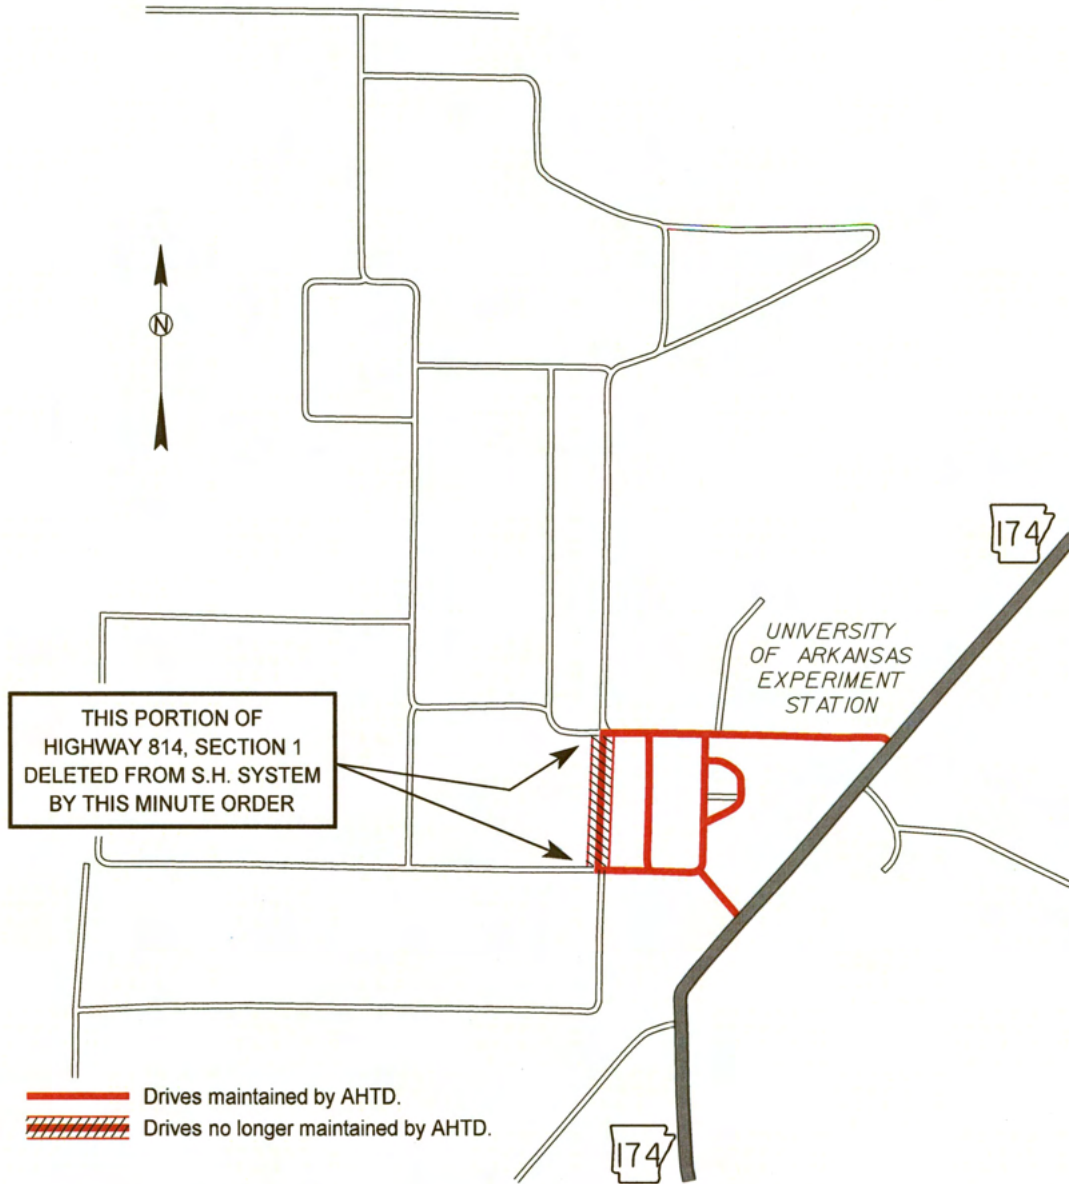 N
174
UNIVERSITY
OF ARKANSAS
EXPERIMENT
STATION
THIS PORTION OF
HIGHWAY 814, SECTION 1
DELETED FROM S.H. SYSTEM
BY THIS MINUTE ORDER
Drives maintained by AHTD.
Drives no longer maintained by AHTD.
174